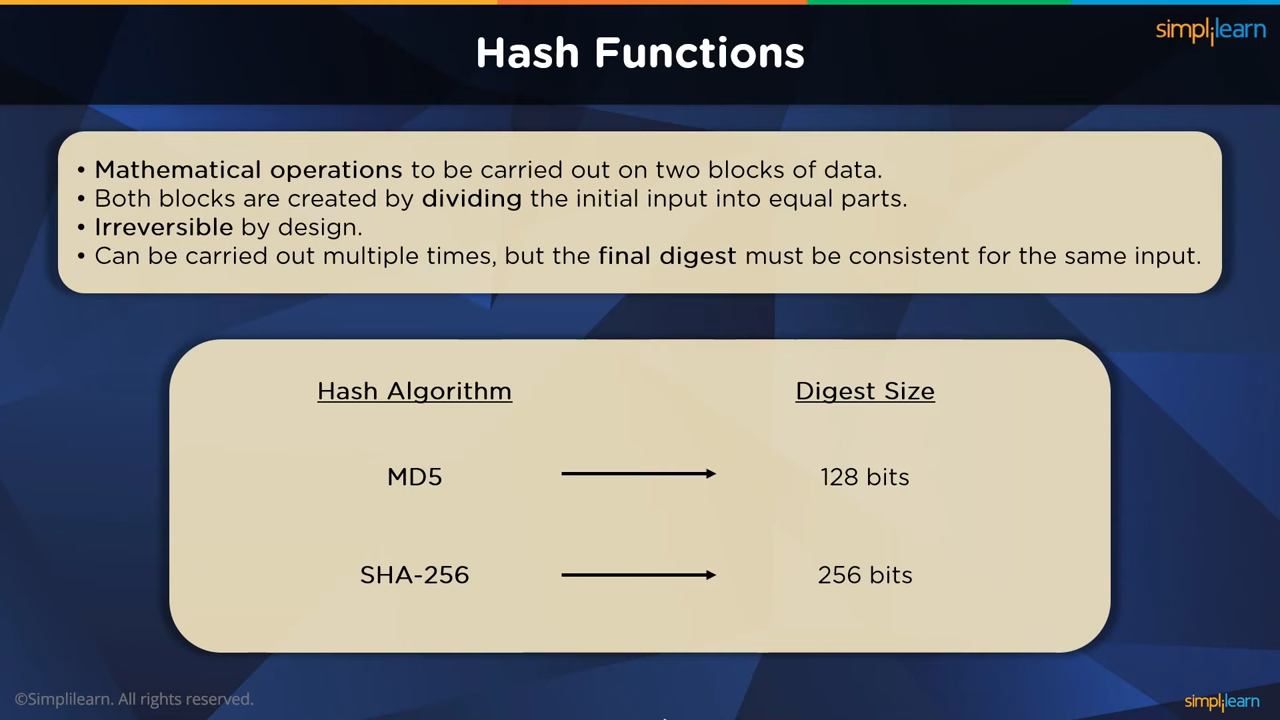 simplilearn
Hash Functions
• Mathematical operations to be carried out on two blocks of data.
• Both blocks are created by dividing the initial input into equal parts.
• Irreversible by design.
• Can be carried out multiple times, but the final digest must be consistent for the same input.
Hash Algorithm Digest Size
MD5 128 bits
SHA-256 256 bits
©Simplilearn. All rights reserved.
simplilearn